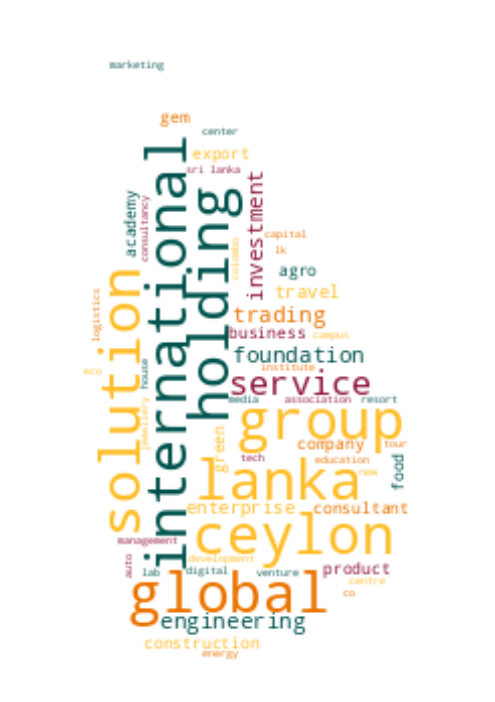 marketing
gem
center
export
sri lanka
international
holding
investment
academy
consultancy
capital
colombo
lk
agro
solution
travel
logistics
trading
business
campus
foundation
institute
eco
house
service
media
association
resort
group
jewellery
green
company
tour
tech
education
food
lanka
new
go
enterprise
consultant
ceylon
management
development
auto
lab
digital
venture
product
centre
global
co
engineering
construction
energy